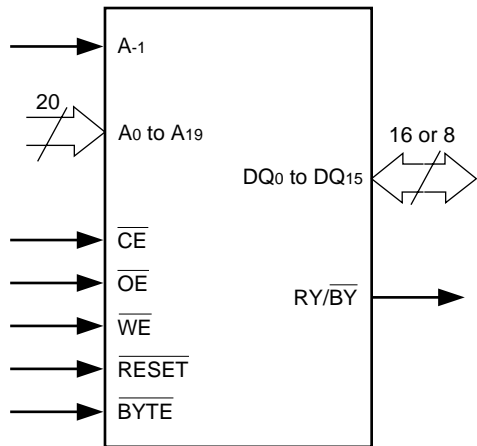 A-1
20
A0 to A19
16 or 8
DQ0 to DQ15
CE
OE
RY/BY
WE
RESET
BYTE